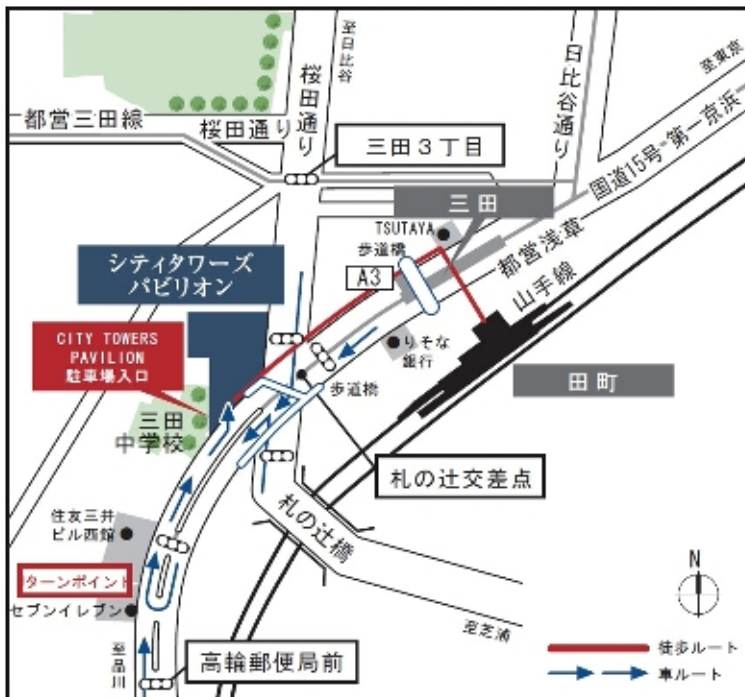 至日比谷
桜田通り
日比谷通り
至東京
都営三田線
桜田通り
三田3丁目
国道15号・第一京浜
三田
TSUTAYA
歩道橋
都営浅草
A3
山手線
シティタワーズ
パビリオン
CITY TOWERS
PAVILION
駐車場入口
りそな
銀行
田町
歩道橋
三田
中学校
札の辻交差点
住友三井
ビル西館
札の辻橋
Uターンポイント
セブンイレブン
至芝浦
N
至品川
高輪郵便局前
徒歩ルート
車ルート